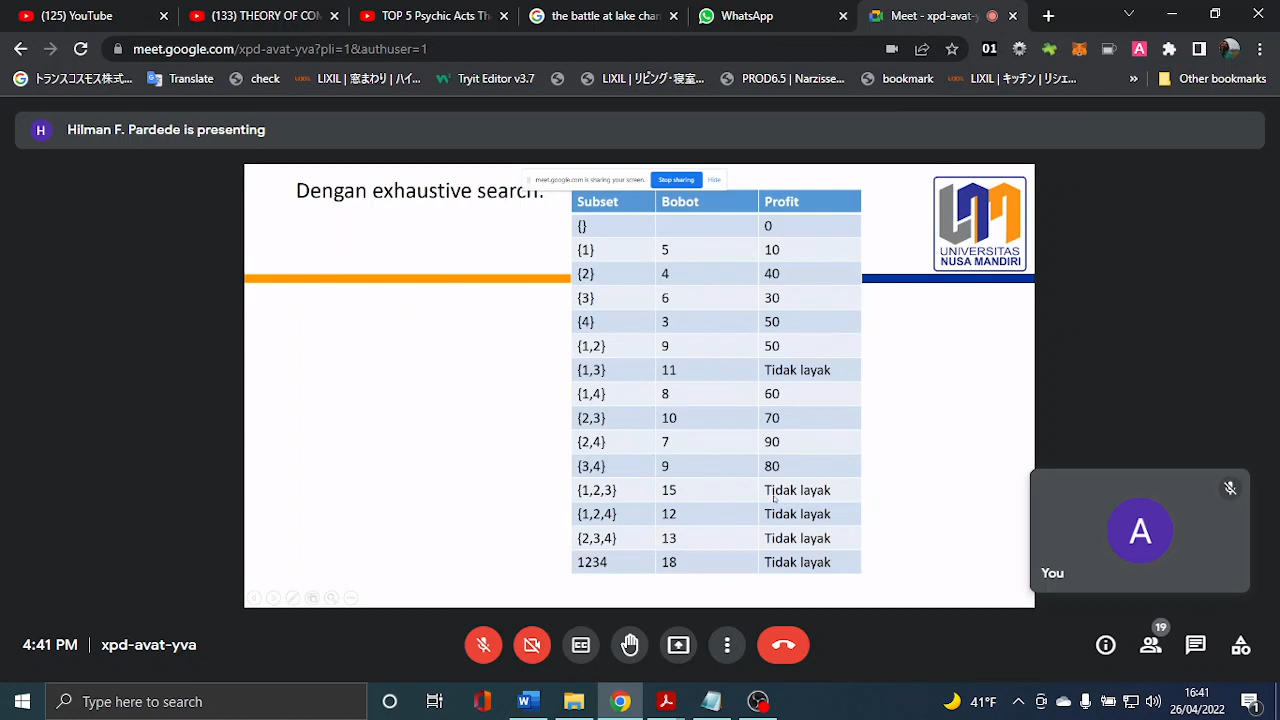 (125) YouTube
(133) THEORY OF CON
TOP 5 Psychects Th
the battle at lake chan
WhatsApp
Meet - xpd-avat-y
meet.google.com/xpd-avat-yva?pli=1&authuser=1
01
A
トランスコスモス株式...
Translate
check
LIXIL | 窓まわり | ハイ...
Tryit Editor v3.7
LIXIL | リビング・寝室...
PROD6.5 | Narzisse...
bookmark
LIXIL | キッチン | リシェ...
»
Other bookmarks
H
Hilman F. Pardede is presenting
meet.google.com is sharing your screen.
Stop sharing
Hide
Dengan exhaustive search:
Subset Bobot Profit
{} 0
{1} 5 10
{2} 4 40
{3} 6 30
{4} 3 50
{1,2} 9 50
{1,3} 11 Tidak layak
{1,4} 8 60
{2,3} 10 70
{2,4} 7 90
{3,4} 9 80
{1,2,3} 15 Tidak layak
{1,2,4} 12 Tidak layak
{2,3,4} 13 Tidak layak
1234 18 Tidak layak
UNIVERSITAS
NUSA MANDIRI
A
You
4:41 PM | xpd-avat-yva
19
Type here to search
41°F
16:41
26/04/2022
1